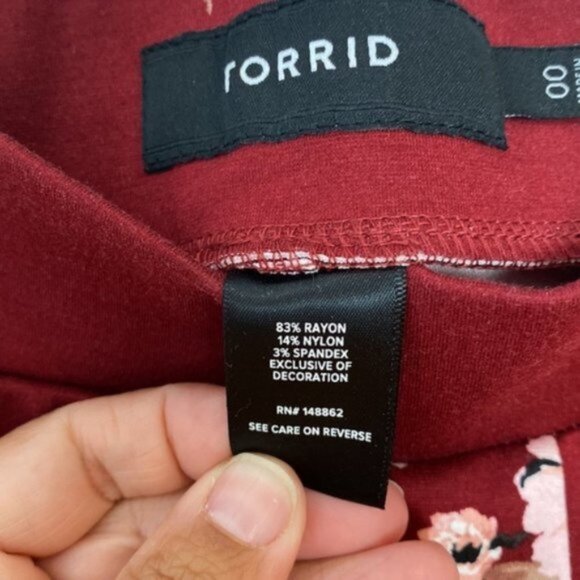 TORRID
00
83% RAYON
14% NYLON
3% SPANDEX
EXCLUSIVE OF
DECORATION
RN# 148862
SEE CARE ON REVERSE